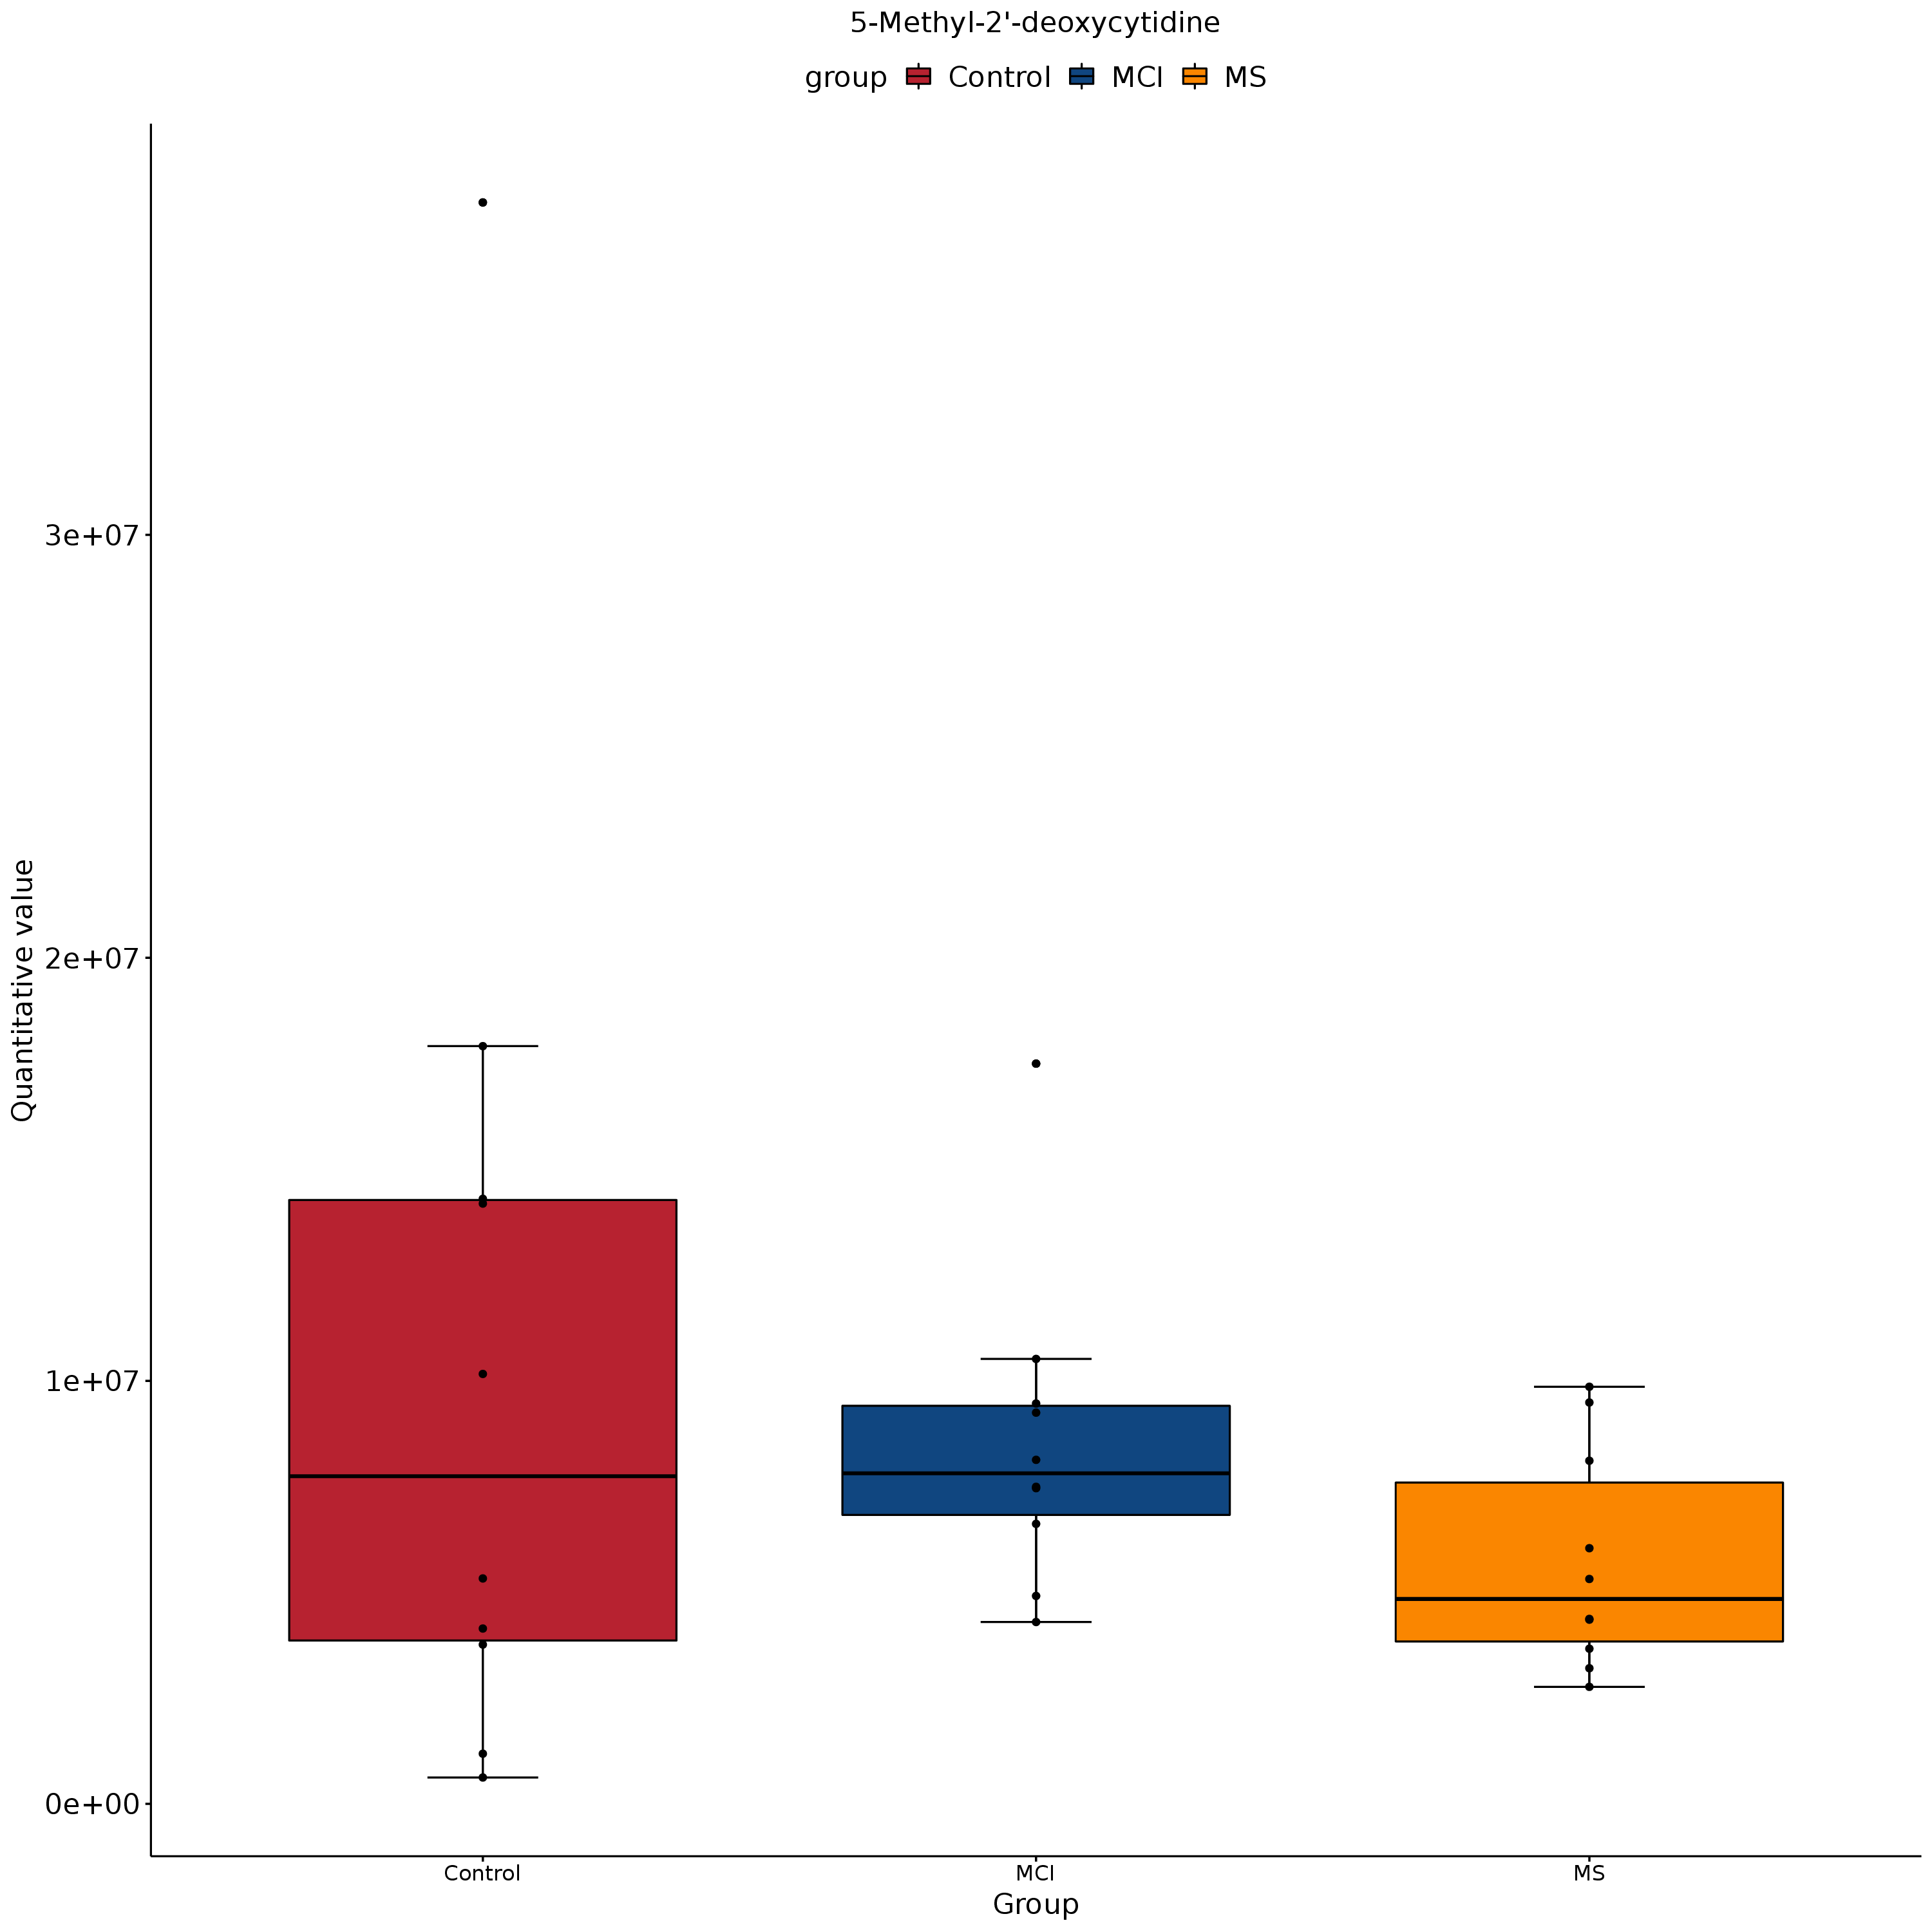 5-Methyl-2'-deoxycytidine
group Control MCI MS
Quantitative value
3e+07
2e+07
1e+07
0e+00
Control MCI MS
Group